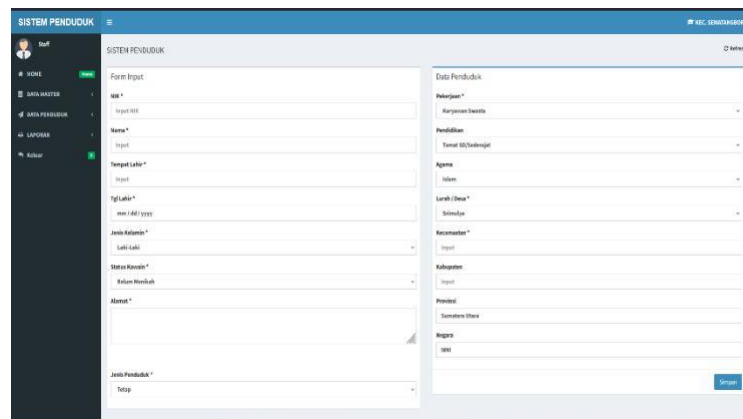 SISTEM PENDUDUK
KEC. SEMATANGBOR
Staff
HOME Home
DATA MASTER
DATA PENDUDUK
LAPORAN
Keluar
SISTEM PENDUDUK
Refres
Form Input
NIK *
Input NIK
Nama *
Input
Tempat Lahir *
Input
Tgl Lahir *
mm / dd / yyyy
Jenis Kelamin *
Laki-Laki
Status Kawain *
Belum Menikah
Alamat *
Jenis Penduduk *
Tetap
Data Penduduk
Pekerjaan *
Karyawan Swasta
Pendidikan
Tamat SD/Sederajat
Agama
Islam
Lurah / Desa *
Srimulyo
Kecamatan *
Input
Kabupaten
Input
Provinsi
Sumatera Utara
Negara
Simpan